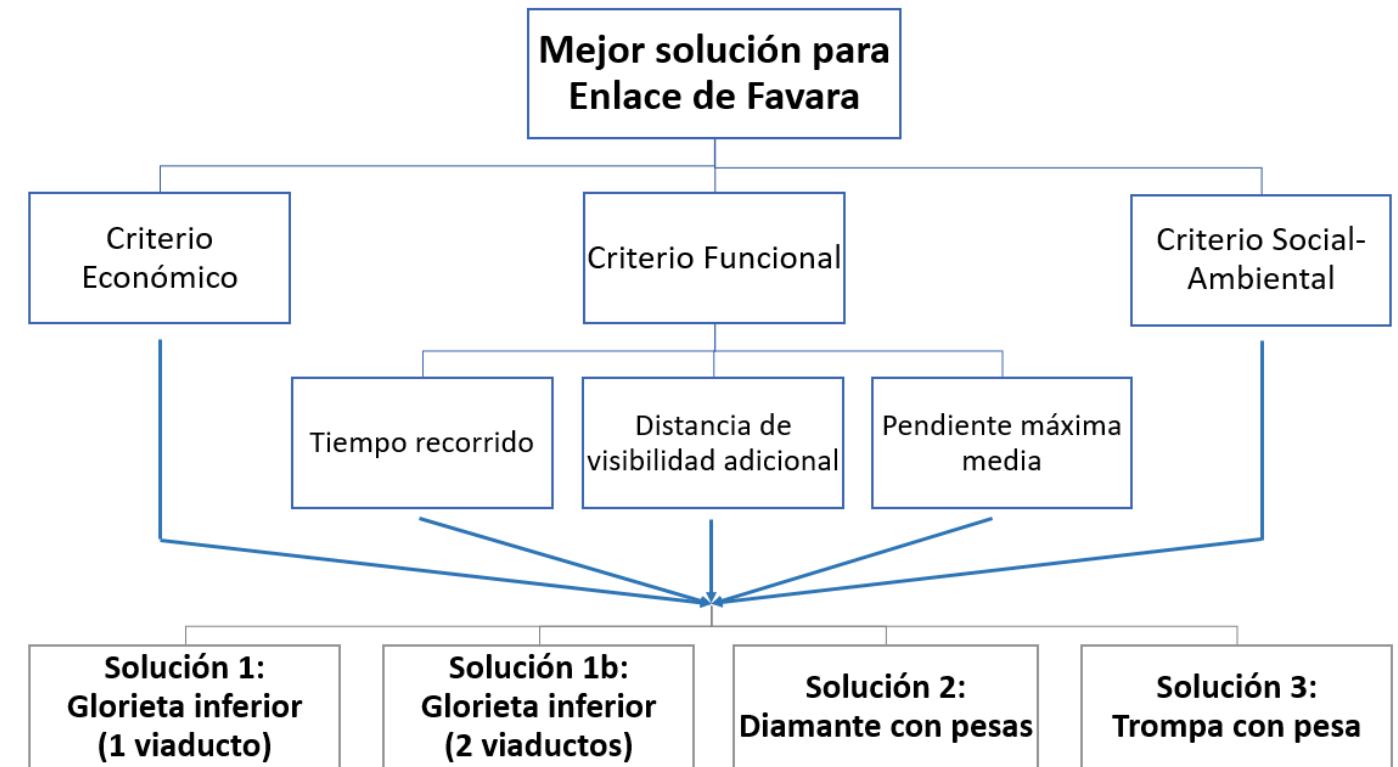 Mejor solución para
Enlace de Favara
Criterio
Económico
Criterio Funcional
Criterio Social-
Ambiental
Tiempo recorrido
Distancia de
visibilidad adicional
Pendiente máxima
media
Solución 1:
Glorieta inferior
(1 viaducto)
Solución 1b:
Glorieta inferior
(2 viaductos)
Solución 2:
Diamante con pesas
Solución 3:
Trompa con pesa